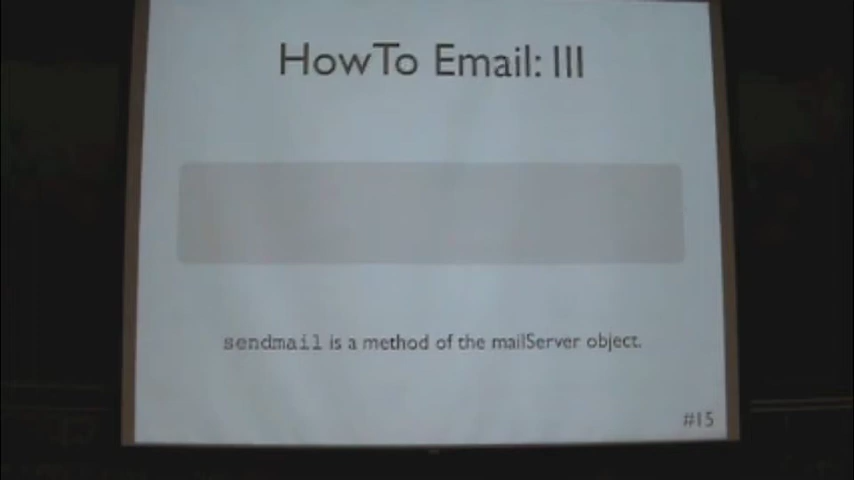 HowTo Email: III
sendmail is a method of the mailServer object.
#15